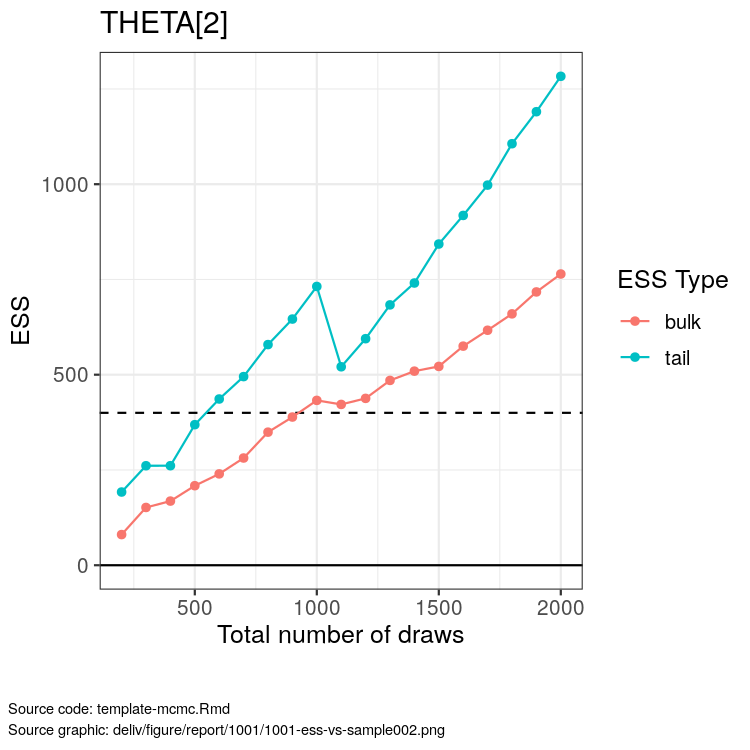 THETA[2]
ESS
1000
500
0
500 1000 1500 2000
Total number of draws
ESS Type
bulk
tail
Source code: template-mcmc.Rmd
Source graphic: deliv/figure/report/1001/1001-ess-vs-sample002.png